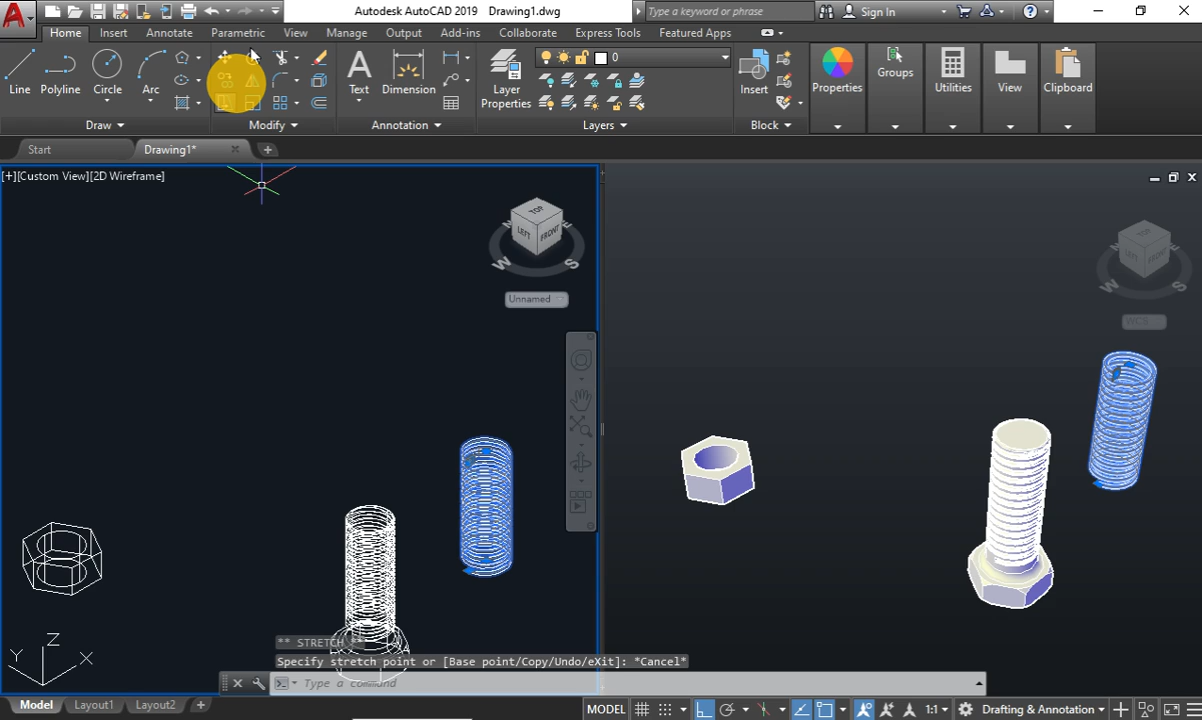 Autodesk AutoCAD 2019 Drawing1.dwg
Type a keyword or phrase
Sign In
Home Insert Annotate Parametric View Manage Output Add-ins Collaborate Express Tools Featured Apps
0
Line Polyline Circle Arc
Text Dimension
Layer
Properties
Insert
Properties
Groups
Utilities
View
Clipboard
Draw
Modify
Annotation
Layers
Block
Start
Drawing1*
[+][Custom View][2D Wireframe]
TOP
LEFT
FRONT
W
S
Unnamed
TOP
LEFT
FRONT
W
S
WCS
Z
Y
X
** STRETCH **
Specify stretch point or [Base point/Copy/Undo/eXit]: *Cancel*
Type a command
Model Layout1 Layout2 +
MODEL
1:1
Drafting & Annotation